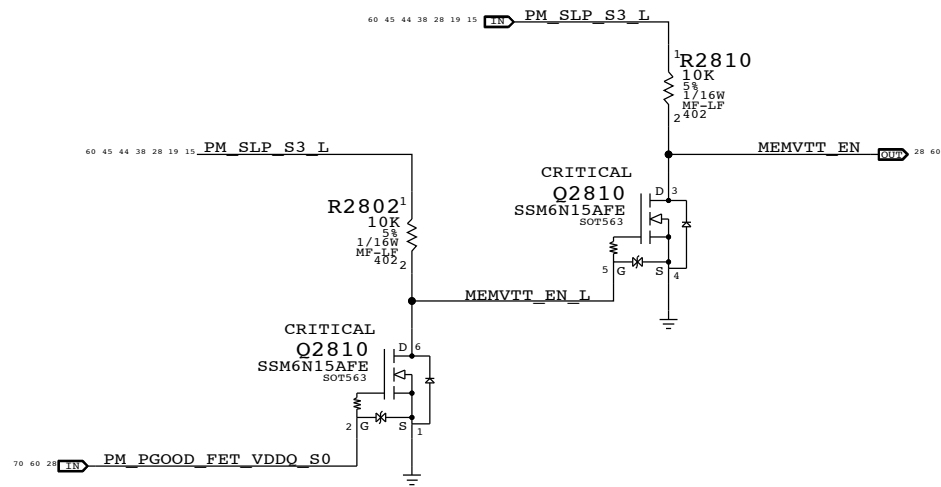 60 45 44 38 28 19 15 IN PM_SLP_S3_L
1
R2810
10K
5%
1/16W
MF-LF
402
2
60 45 44 38 28 19 15 PM_SLP_S3_L
MEMVTT_EN OUT 28 60
CRITICAL
Q2810
SSM6N15AFE
SOT563
D 3
5 G S 4
R2802 1
10K
5%
1/16W
MF-LF
402 2
MEMVTT_EN_L
CRITICAL
Q2810
SSM6N15AFE
SOT563
D 6
2 G S 1
70 60 28 IN PM_PGOOD_FET_VDDQ_S0